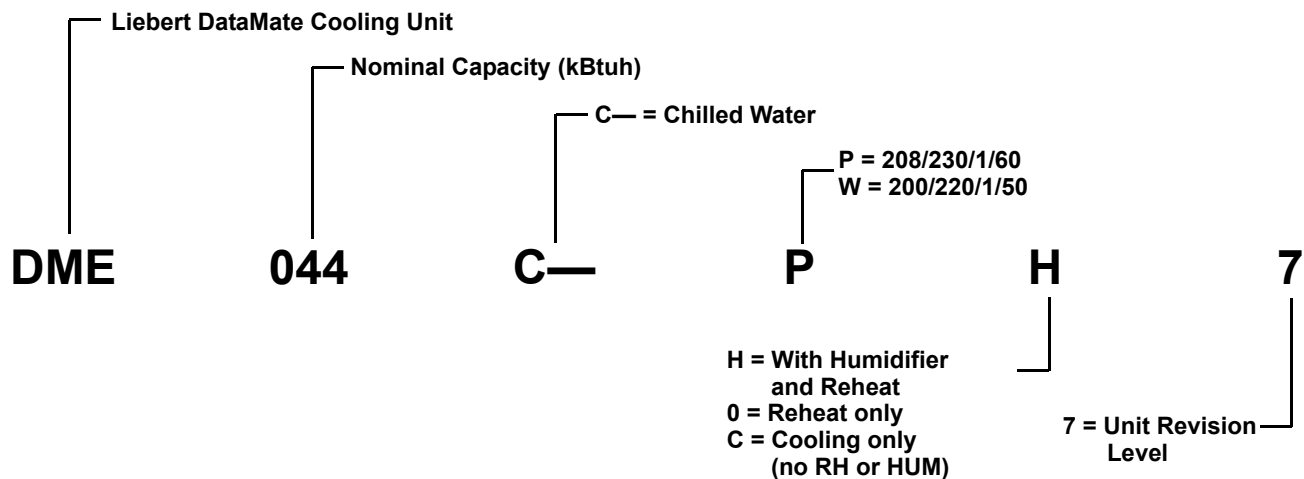 Liebert DataMate Cooling Unit
Nominal Capacity (kBtuh)
C— = Chilled Water
P = 208/230/1/60
W = 200/220/1/50
DME 044 C— P H 7
H = With Humidifier
and Reheat
0 = Reheat only
C = Cooling only
(no RH or HUM)
7 = Unit Revision
Level